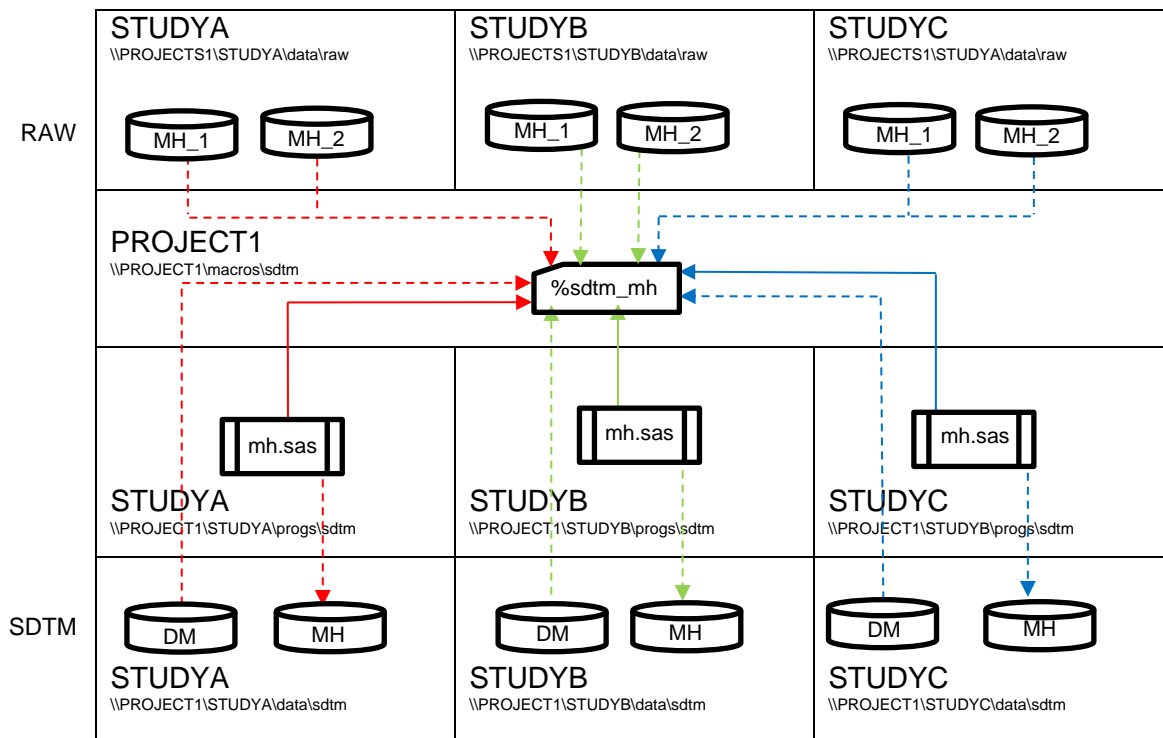 STUDYA
\\PROJECTS1\STUDYA\data\raw
STUDYB
\\PROJECTS1\STUDYB\data\raw
STUDYC
\\PROJECTS1\STUDYA\data\raw
RAW
MH_1
MH_2
MH_1
MH_2
MH_1
MH_2
PROJECT1
\\PROJECT1\macros\sdtm
%sdtm_mh
mh.sas
mh.sas
mh.sas
STUDYA
\\PROJECT1\STUDYA\progs\sdtm
STUDYB
\\PROJECT1\STUDYB\progs\sdtm
STUDYC
\\PROJECT1\STUDYB\progs\sdtm
SDTM
DM
MH
DM
MH
DM
MH
STUDYA
\\PROJECT1\STUDYA\data\sdtm
STUDYB
\\PROJECT1\STUDYB\data\sdtm
STUDYC
\\PROJECT1\STUDYC\data\sdtm